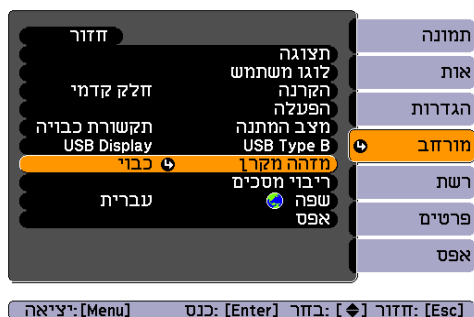 תמונה
אות
הגדרות
מורחב
רשת
פרטים
אפס
חזור
תצוגה
לוגו משתמש
הקרנה חלק קדמי
הפעלה
מצב המתנה תקשורת כבויה
USB Type B USB Display
מזהה מקרן כבוי
ריבוי מסכים
שפה עברית
אפס
[Esc] :חזור [♦] :בחר [Enter] :כנס [Menu] :יציאה